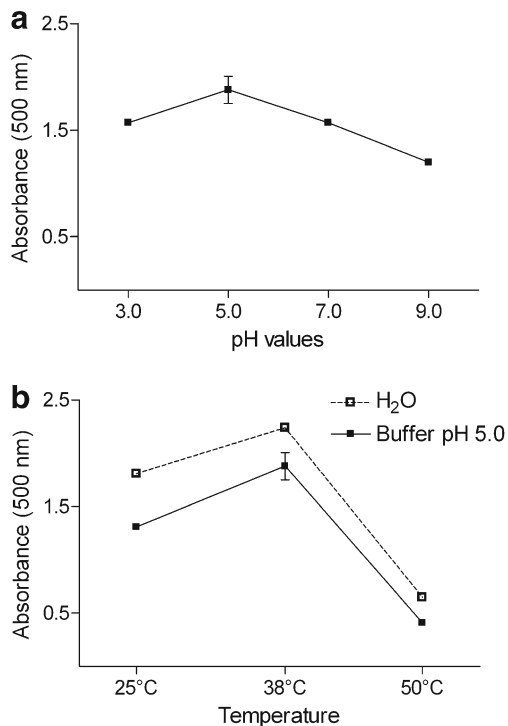 a
2.5
1.5
0.5
Absorbance (500 nm)
3.0 5.0 7.0 9.0
pH values
b
2.5
1.5
0.5
Absorbance (500 nm)
H₂O
Buffer pH 5.0
25°C 38°C 50°C
Temperature